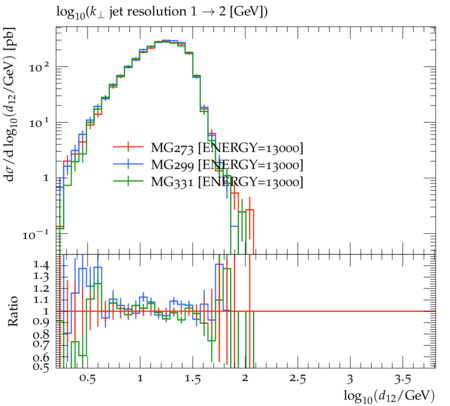 log₁₀(k⊥ jet resolution 1 → 2 [GeV])
dσ/d log₁₀(d₁₂/GeV) [pb]
10²
10¹
1
10⁻¹
MG273 [ENERGY=13000]
MG299 [ENERGY=13000]
MG331 [ENERGY=13000]
Ratio
1.4
1.3
1.2
1.1
1
0.9
0.8
0.7
0.6
0.5
0.5 1 1.5 2 2.5 3 3.5
log₁₀(d₁₂/GeV)